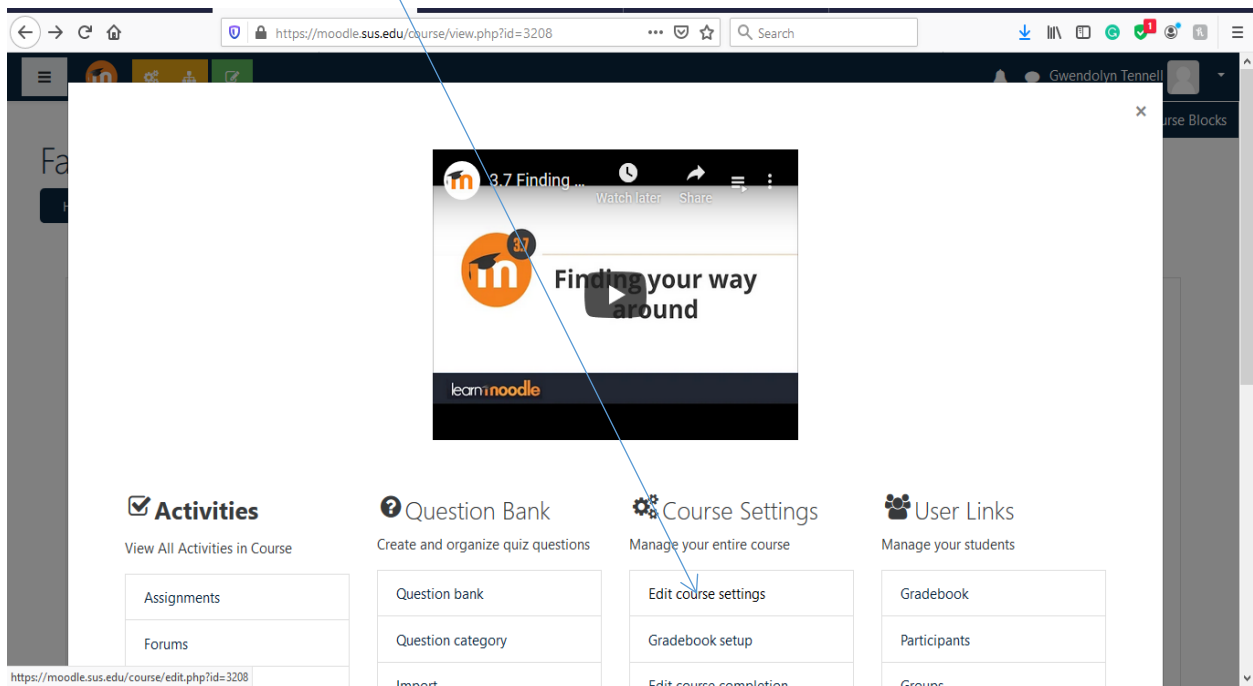 https://moodle.sus.edu/course/view.php?id=3208
Search
1
Gwendolyn Tennell
urse Blocks
Fa
H
m
3.7 Finding ...
Watch later
Share
m
3.7
Finding your way
around
learn moodle
Activities
Question Bank
Course Settings
User Links
View All Activities in Course
Create and organize quiz questions
Manage your entire course
Manage your students
Assignments
Question bank
Edit course settings
Gradebook
Forums
Question category
Gradebook setup
Participants
Import
Edit course completion
Groups
https://moodle.sus.edu/course/edit.php?id=3208